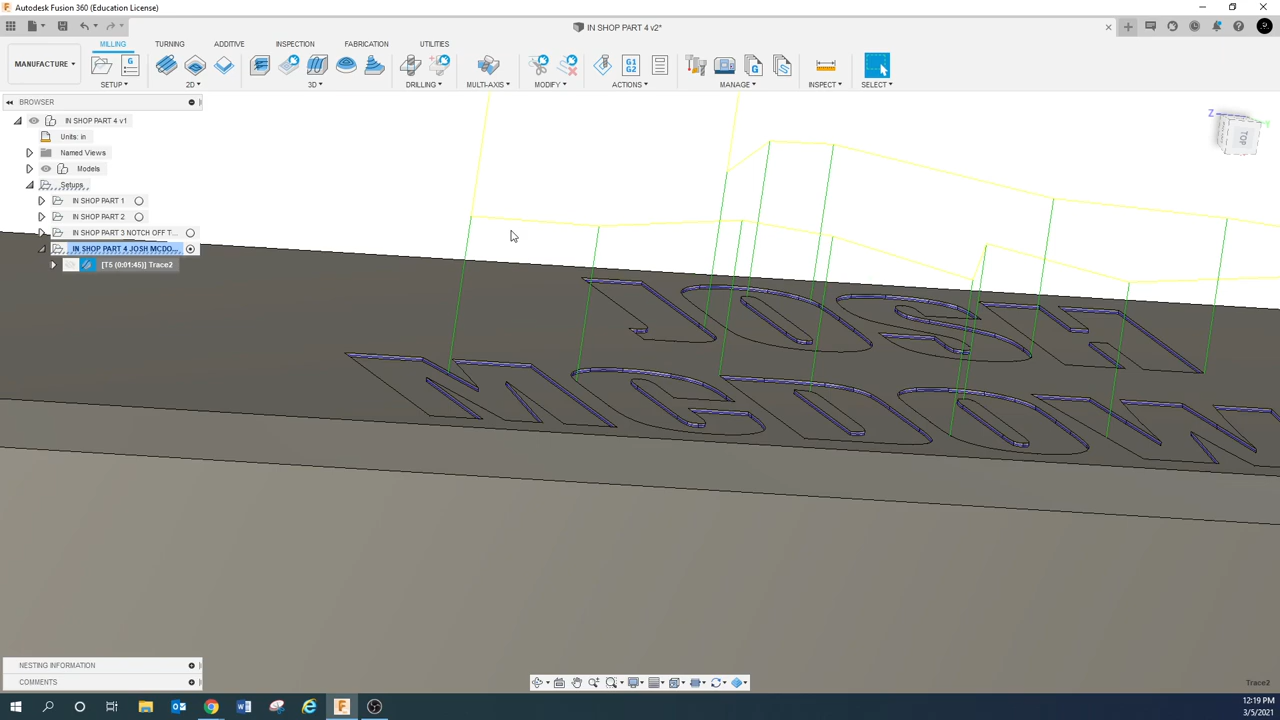 Autodesk Fusion 360 (Education License)
IN SHOP PART 4 v2*
MILLING TURNING ADDITIVE INSPECTION FABRICATION UTILITIES
MANUFACTURE
G
G1
G2
G
SETUP 2D 3D DRILLING MULTI-AXIS MODIFY ACTIONS MANAGE INSPECT SELECT
BROWSER
IN SHOP PART 4 v1
Units: in
Named Views
Models
Setups
IN SHOP PART 1
IN SHOP PART 2
IN SHOP PART 3 NOTCH OFF T...
IN SHOP PART 4 JOSH MCDO...
[T5 (0:01:45)] Trace2
Z
TOP
JOSH
MCDOW
NESTING INFORMATION
COMMENTS
Trace2
12:19 PM
3/5/2021